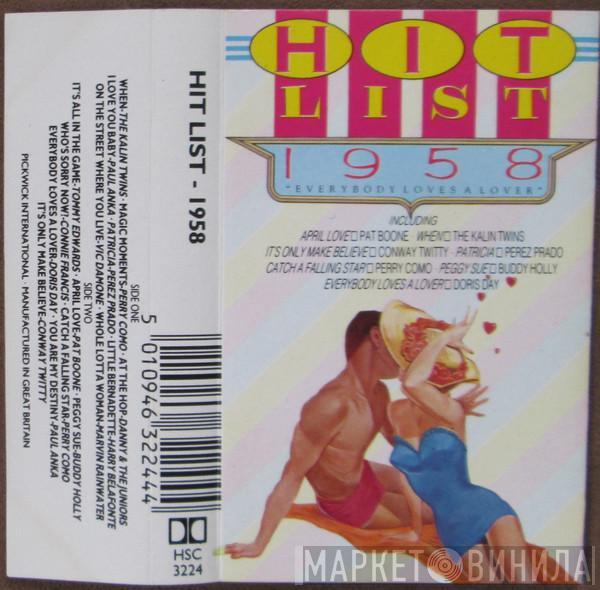 HIT
LIST
1958
"EVERYBODY LOVES A LOVER"
INCLUDING
APRIL LOVE□ PAT BOONE · WHEN□ THE KALIN TWINS
IT'S ONLY MAKE BELIEVE□ CONWAY TWITTY · PATRICIA□ PEREZ PRADO
CATCH A FALLING STAR□ PERRY COMO · PEGGY SUE□ BUDDY HOLLY
EVERYBODY LOVES A LOVER□ DORIS DAY
HIT LIST - 1958
5 010946 322444
HSC
3224
SIDE ONE
WHEN-THE KALIN TWINS · MAGIC MOMENTS-PERRY COMO · AT THE HOP-DANNY & THE JUNIORS
I LOVE YOU BABY-PAUL ANKA · PATRICIA-PEREZ PRADO · LITTLE BERNADETTE-HARRY BELAFONTE
ON THE STREET WHERE YOU LIVE-VIC DAMONE · WHOLE LOTTA WOMAN-MARVIN RAINWATER
SIDE TWO
IT'S ALL IN THE GAME-TOMMY EDWARDS · APRIL LOVE-PAT BOONE · PEGGY SUE-BUDDY HOLLY
WHO'S SORRY NOW!-CONNIE FRANCIS · CATCH A FALLING STAR-PERRY COMO
EVERYBODY LOVES A LOVER-DORIS DAY · YOU ARE MY DESTINY-PAUL ANKA
IT'S ONLY MAKE BELIEVE-CONWAY TWITTY
PICKWICK INTERNATIONAL · MANUFACTURED IN GREAT BRITAIN
МАРКЕТ ВИНИЛА